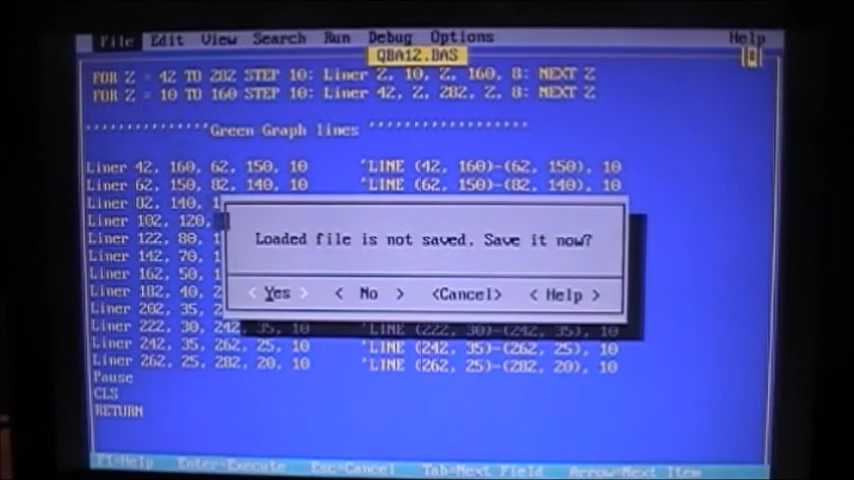 File Edit View Search Run Debug Options Help
QBA12.BAS
FOR Z = 42 TO 282 STEP 10: Liner Z, 10, Z, 160, 8: NEXT Z
FOR Z = 10 TO 160 STEP 10: Liner 42, Z, 282, Z, 8: NEXT Z
'''''''''''''''Green Graph lines ''''''''''''''''''''
Liner 42, 160, 62, 150, 10 'LINE (42, 160)-(62, 150), 10
Liner 62, 150, 82, 140, 10 'LINE (62, 150)-(82, 140), 10
Liner 82, 140, 1
Liner 102, 120,
Liner 122, 80, 1
Liner 142, 70, 1
Liner 162, 50, 1
Liner 182, 40, 2
Liner 202, 35, 2
Liner 222, 30, 242, 35, 10 'LINE (222, 30)-(242, 35), 10
Liner 242, 35, 262, 25, 10 'LINE (242, 35)-(262, 25), 10
Liner 262, 25, 282, 20, 10 'LINE (262, 25)-(282, 20), 10
Pause
CLS
RETURN
Loaded file is not saved. Save it now?
< Yes > < No > <Cancel> < Help >
F1=Help Enter=Execute Esc=Cancel Tab=Next Field Arrow=Next Item